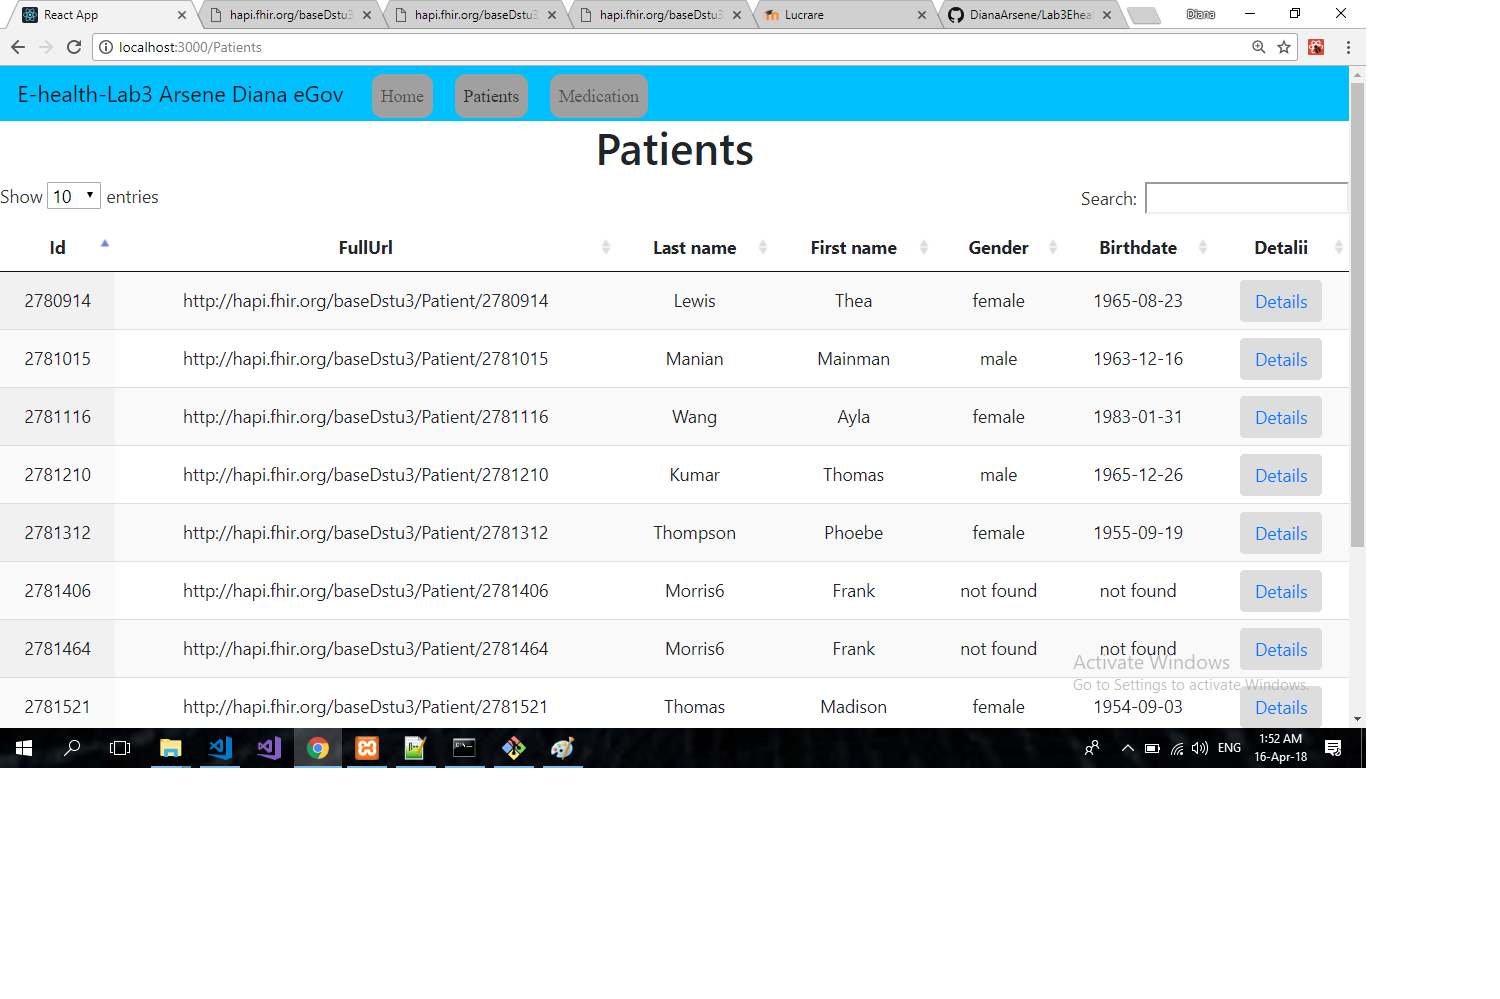 React App hapi.fhir.org/baseDstu3 hapi.fhir.org/baseDstu3 hapi.fhir.org/baseDstu3 Lucrare DianaArsene/Lab3Eheal Diana
localhost:3000/Patients
E-health-Lab3 Arsene Diana eGov Home Patients Medication
Patients
Show 10 entries Search:
Id FullUrl Last name First name Gender Birthdate Detalii
2780914 http://hapi.fhir.org/baseDstu3/Patient/2780914 Lewis Thea female 1965-08-23 Details
2781015 http://hapi.fhir.org/baseDstu3/Patient/2781015 Manian Mainman male 1963-12-16 Details
2781116 http://hapi.fhir.org/baseDstu3/Patient/2781116 Wang Ayla female 1983-01-31 Details
2781210 http://hapi.fhir.org/baseDstu3/Patient/2781210 Kumar Thomas male 1965-12-26 Details
2781312 http://hapi.fhir.org/baseDstu3/Patient/2781312 Thompson Phoebe female 1955-09-19 Details
2781406 http://hapi.fhir.org/baseDstu3/Patient/2781406 Morris6 Frank not found not found Details
2781464 http://hapi.fhir.org/baseDstu3/Patient/2781464 Morris6 Frank not found not found Details
Activate Windows
Go to Settings to activate Windows.
2781521 http://hapi.fhir.org/baseDstu3/Patient/2781521 Thomas Madison female 1954-09-03 Details
ENG 1:52 AM
16-Apr-18